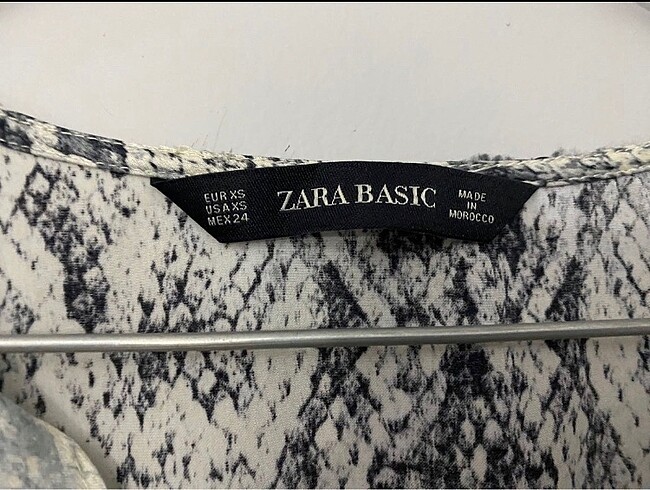 EUR XS
USA XS
MEX 24
ZARA BASIC
MADE
IN
MOROCCO